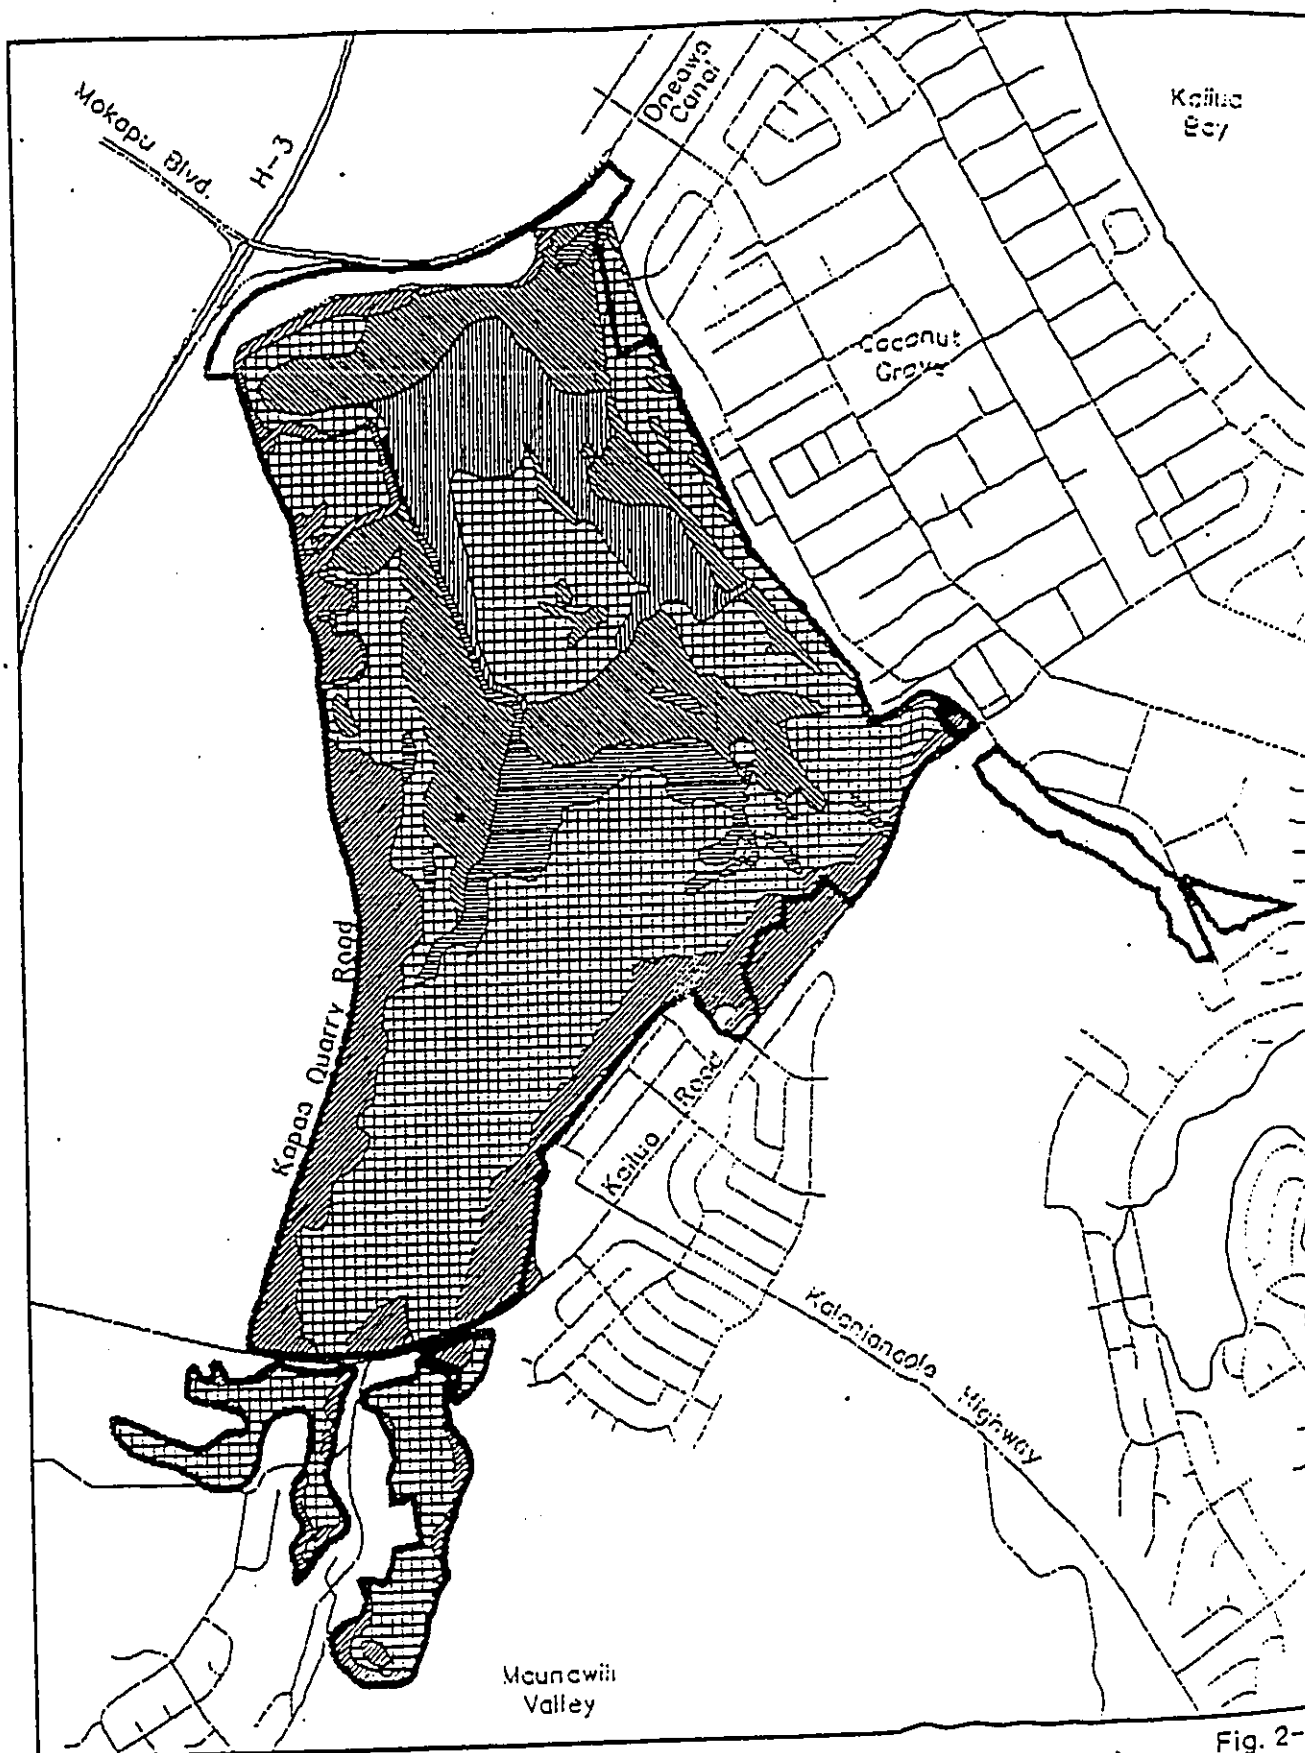 Mokapu Blvd.
H-3
Oneawa
Canal
Kailua
Bay
Coconut
Grove
Kapaa Quarry Road
Kailua Road
Kalanianaole Highway
Maunawili
Valley
Fig. 2-